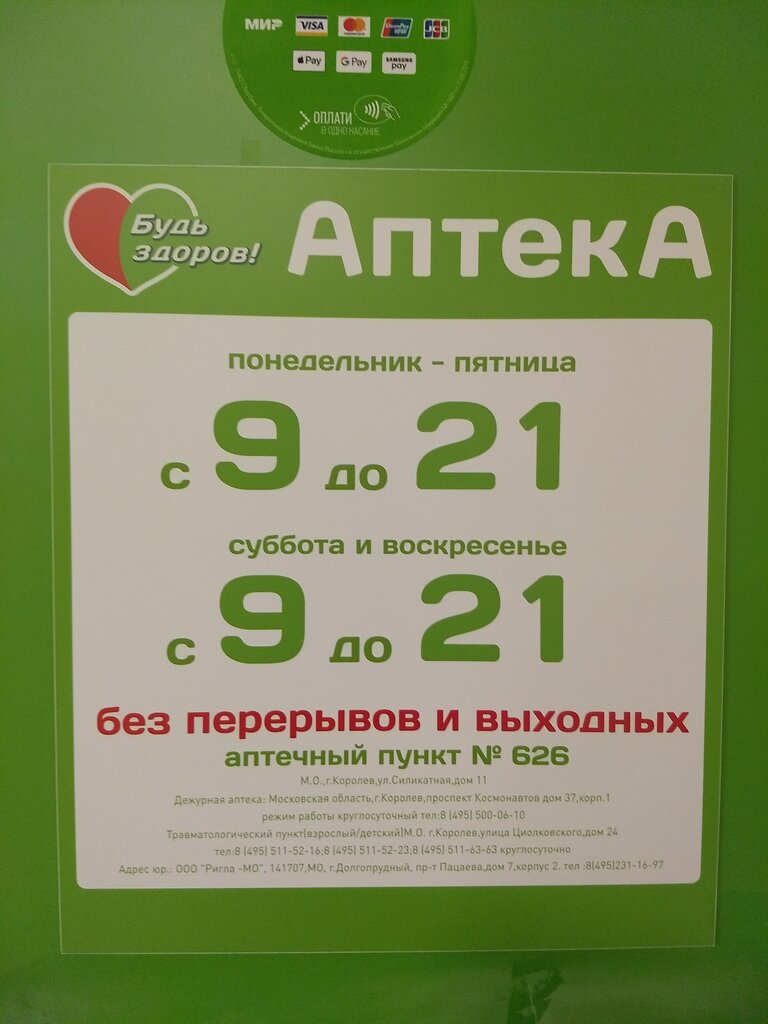 МИР VISA mastercard UnionPay JCB
Pay G Pay SAMSUNG pay
ОПЛАТИ
В ОДНО КАСАНИЕ
Будь
здоров!
АптекА
понедельник - пятница
с 9 до 21
суббота и воскресенье
с 9 до 21
без перерывов и выходных
аптечный пункт № 626
М.О.,г.Королев,ул.Силикатная,дом 11
Дежурная аптека: Московская область,г.Королев,проспект Космонавтов дом 37,корп.1
режим работы круглосуточный тел:8 (495) 500-06-10
Травматологический пункт(взрослый/детский)М.О. г.Королев,улица Циолковского,дом 24
тел:8 (495) 511-52-16;8 (495) 511-52-23;8 (495) 511-63-63 круглосуточно
Адрес юр.: ООО "Ригла -МО", 141707,МО, г.Долгопрудный, пр-т Пацаева,дом 7,корпус 2. тел :8(495)231-16-97